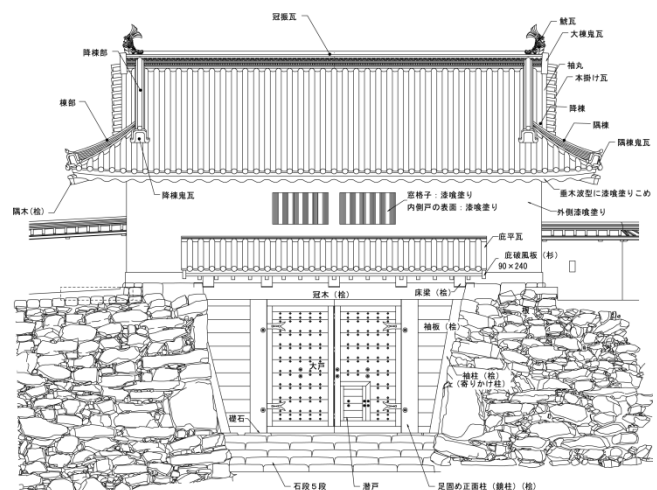 冠振瓦
鯱瓦
大棟鬼瓦
降棟部
袖丸
本掛け瓦
棟部
降棟
隅棟
隅棟鬼瓦
降棟鬼瓦
垂木波型に漆喰塗りこめ
隅木(桧)
窓格子：漆喰塗り
内側戸の表面：漆喰塗り
外側漆喰塗り
庇平瓦
庇破風板（杉）
90×240
冠木（桧）
床梁（桧）
袖板（桧）
大戸
袖柱（桧）
（寄りかけ柱）
礎石
石段５段
潜戸
足固め正面柱（鏡柱）（桧）